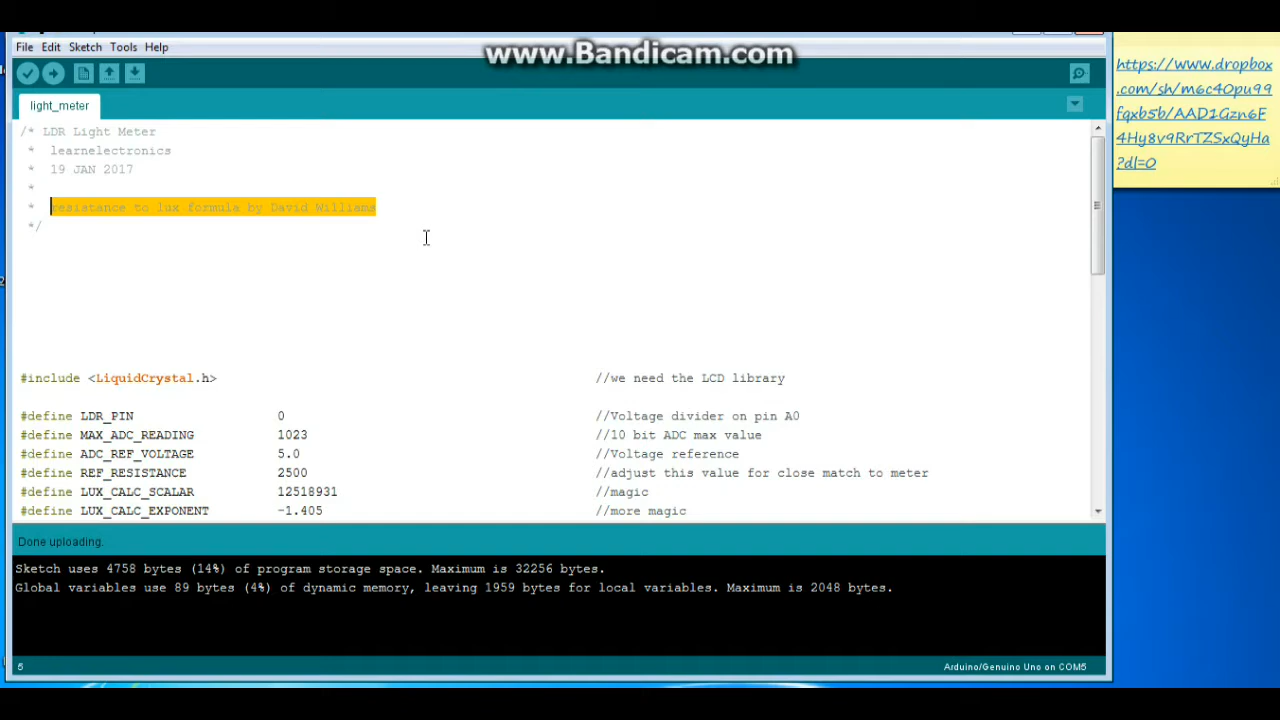 www.Bandicam.com
File Edit Sketch Tools Help
light_meter
/* LDR Light Meter
* learnelectronics
* 19 JAN 2017
*
* resistance to lux formula by David Williams
*/
#include <LiquidCrystal.h> //we need the LCD library
#define LDR_PIN 0 //Voltage divider on pin A0
#define MAX_ADC_READING 1023 //10 bit ADC max value
#define ADC_REF_VOLTAGE 5.0 //Voltage reference
#define REF_RESISTANCE 2500 //adjust this value for close match to meter
#define LUX_CALC_SCALAR 12518931 //magic
#define LUX_CALC_EXPONENT -1.405 //more magic
Done uploading.
Sketch uses 4758 bytes (14%) of program storage space. Maximum is 32256 bytes.
Global variables use 89 bytes (4%) of dynamic memory, leaving 1959 bytes for local variables. Maximum is 2048 bytes.
5 Arduino/Genuino Uno on COM5
https://www.dropbox
.com/sh/m6c40pu99
fqxb5b/AAD1Gzn6F
4Hy8v9RrTZSxQyHa
?dl=0